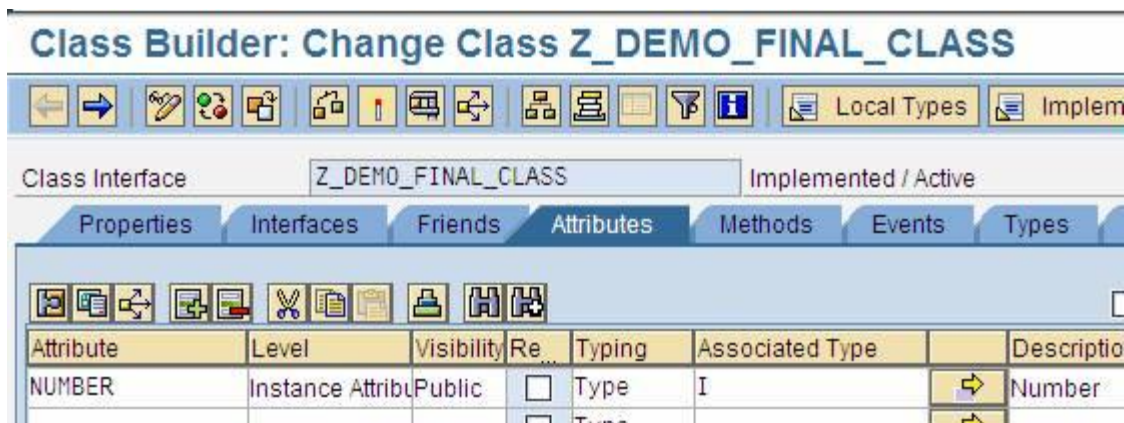 Class Builder: Change Class Z_DEMO_FINAL_CLASS
Local Types Implem
Class Interface Z_DEMO_FINAL_CLASS Implemented / Active
Properties Interfaces Friends Attributes Methods Events Types
Attribute Level Visibility Re... Typing Associated Type Descriptio
NUMBER Instance Attribu Public Type I Number
Type